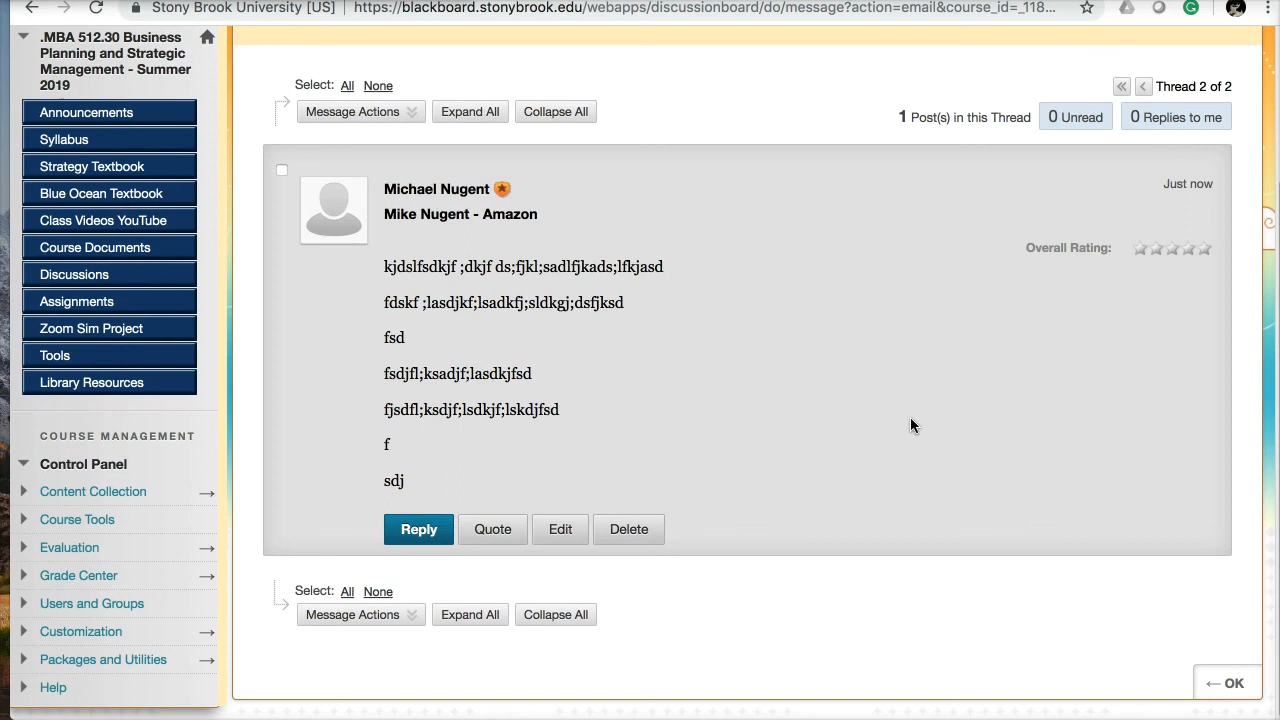 Stony Brook University [US]
https://blackboard.stonybrook.edu/webapps/discussionboard/do/message?action=email&course_id=_118...
.MBA 512.30 Business
Planning and Strategic
Management - Summer
2019
Announcements
Syllabus
Strategy Textbook
Blue Ocean Textbook
Class Videos YouTube
Course Documents
Discussions
Assignments
Zoom Sim Project
Tools
Library Resources
COURSE MANAGEMENT
Control Panel
Content Collection
Course Tools
Evaluation
Grade Center
Users and Groups
Customization
Packages and Utilities
Help
Select: All None
Message Actions Expand All Collapse All
Thread 2 of 2
1 Post(s) in this Thread 0 Unread 0 Replies to me
Michael Nugent
Just now
Mike Nugent - Amazon
Overall Rating:
kjdslfsdkjf ;dkjf ds;fjkl;sadlfjkads;lfkjasd
fdskf ;lasdjkf;lsadkfj;sldkgj;dsfjksd
fsd
fsdjfl;ksadjf;lasdkjfsd
fjsdfl;ksdjf;lsdkjf;lskdjfsd
f
sdj
Reply Quote Edit Delete
Select: All None
Message Actions Expand All Collapse All
OK